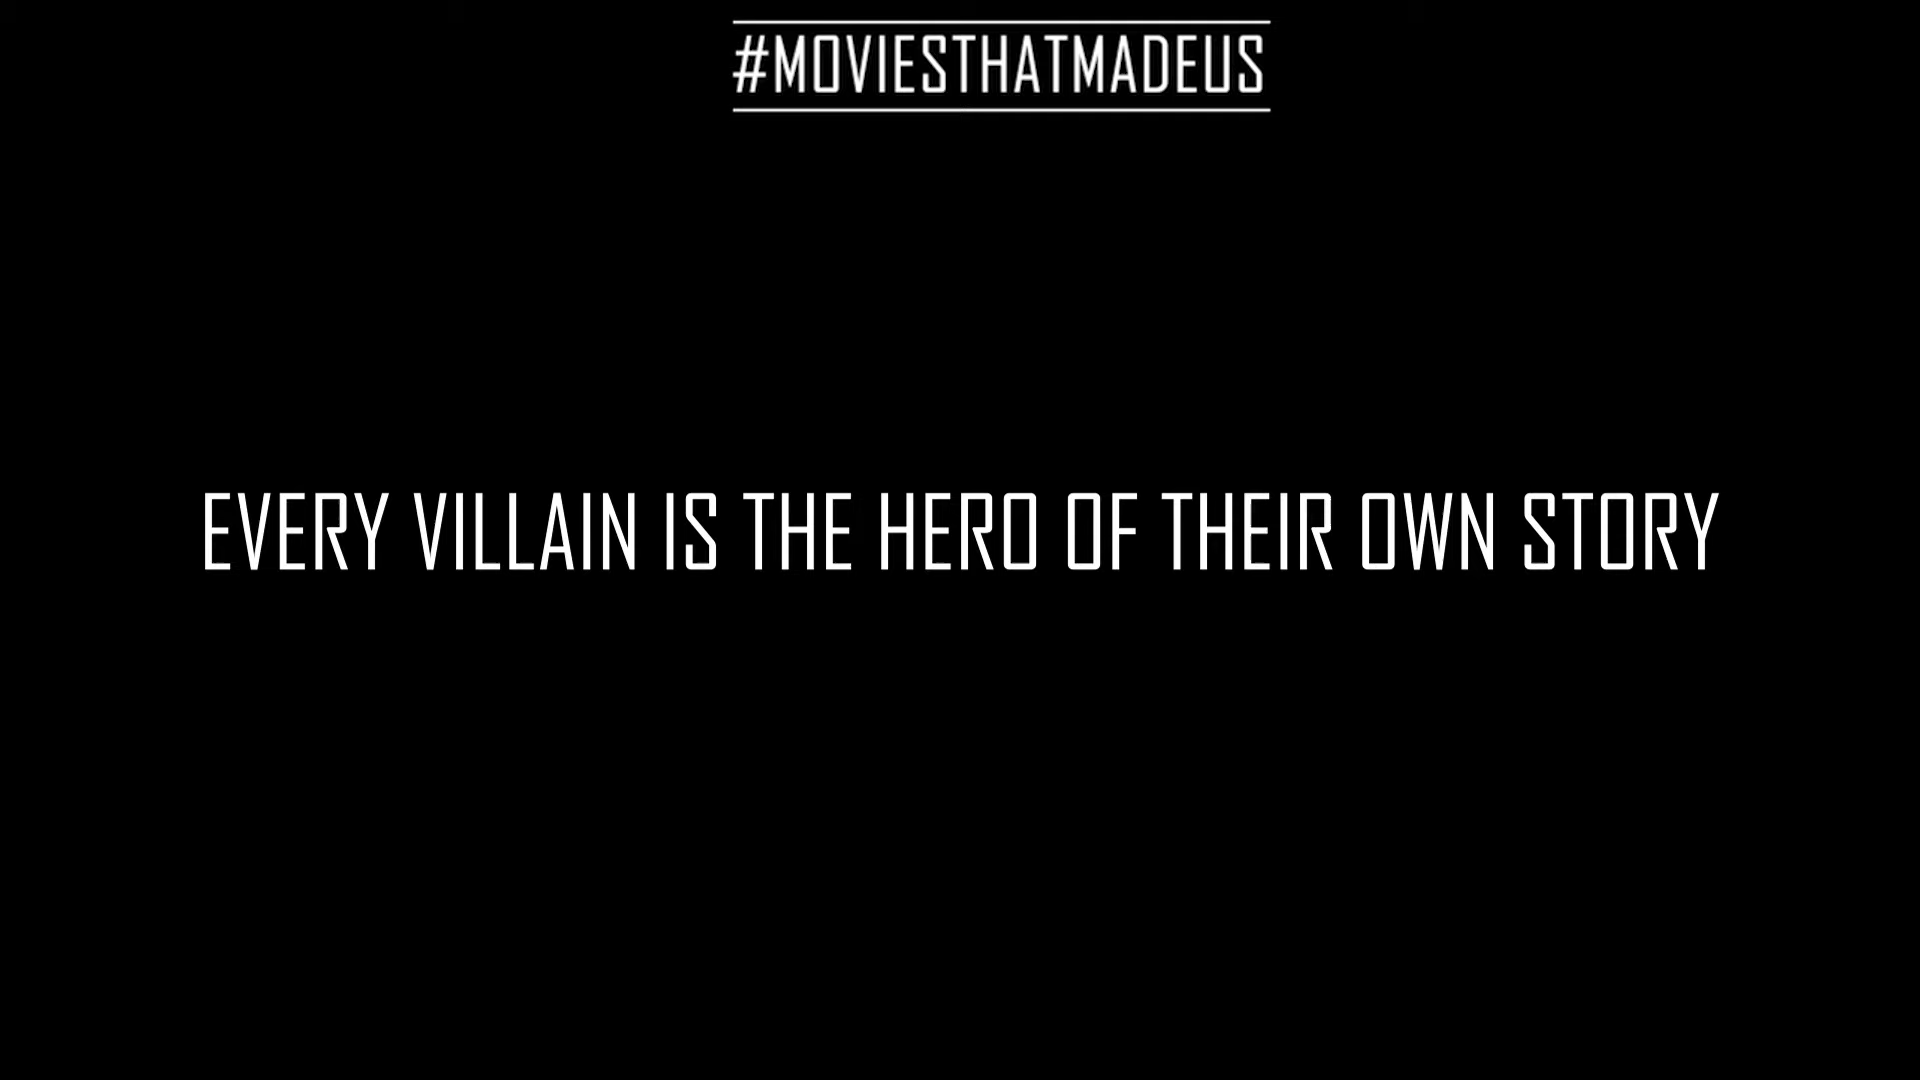 #MOVIESTHATMADEUS
EVERY VILLAIN IS THE HERO OF THEIR OWN STORY